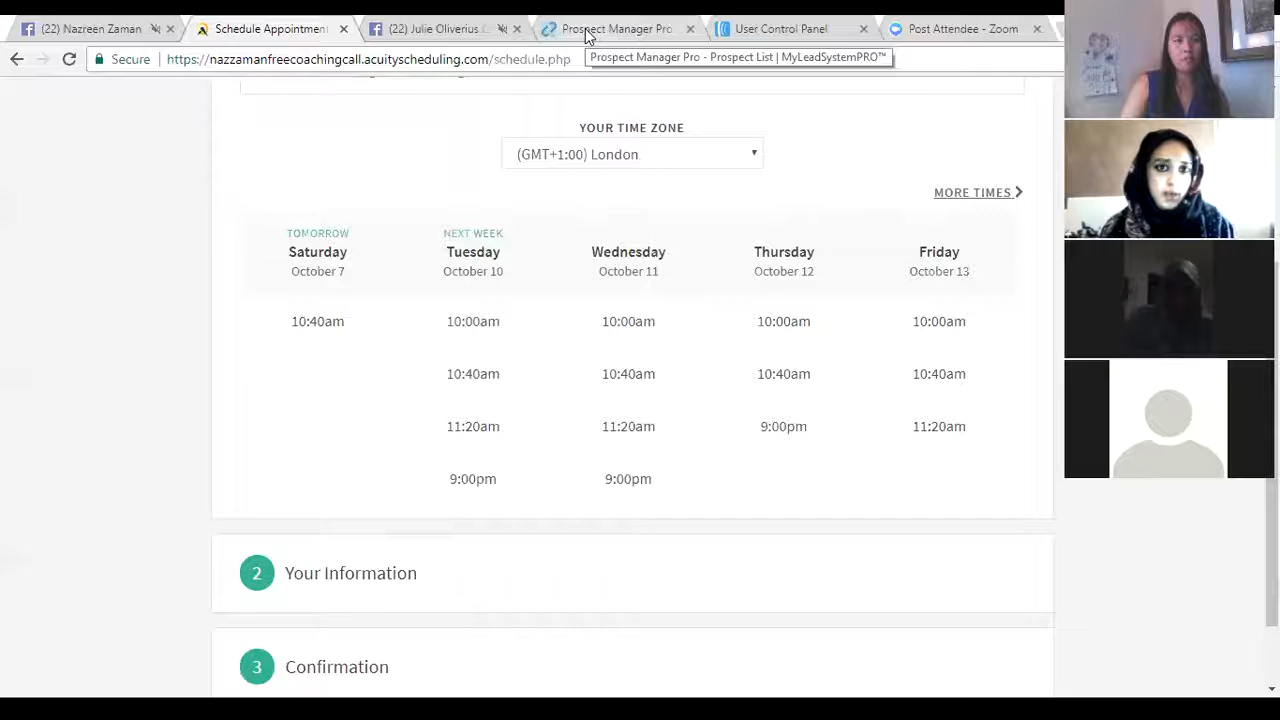 (22) Nazreen Zaman
Schedule Appointment
(22) Julie Oliverius
Prospect Manager Pro
User Control Panel
Post Attendee - Zoom
Secure
https://nazzamanfreecoachingcall.acuityscheduling.com/schedule.php
Prospect Manager Pro - Prospect List | MyLeadSystemPRO™
YOUR TIME ZONE
(GMT+1:00) London
MORE TIMES
TOMORROW
Saturday
October 7
NEXT WEEK
Tuesday
October 10
Wednesday
October 11
Thursday
October 12
Friday
October 13
10:40am 10:00am 10:00am 10:00am 10:00am
10:40am 10:40am 10:40am 10:40am
11:20am 11:20am 9:00pm 11:20am
9:00pm 9:00pm
2 Your Information
3 Confirmation